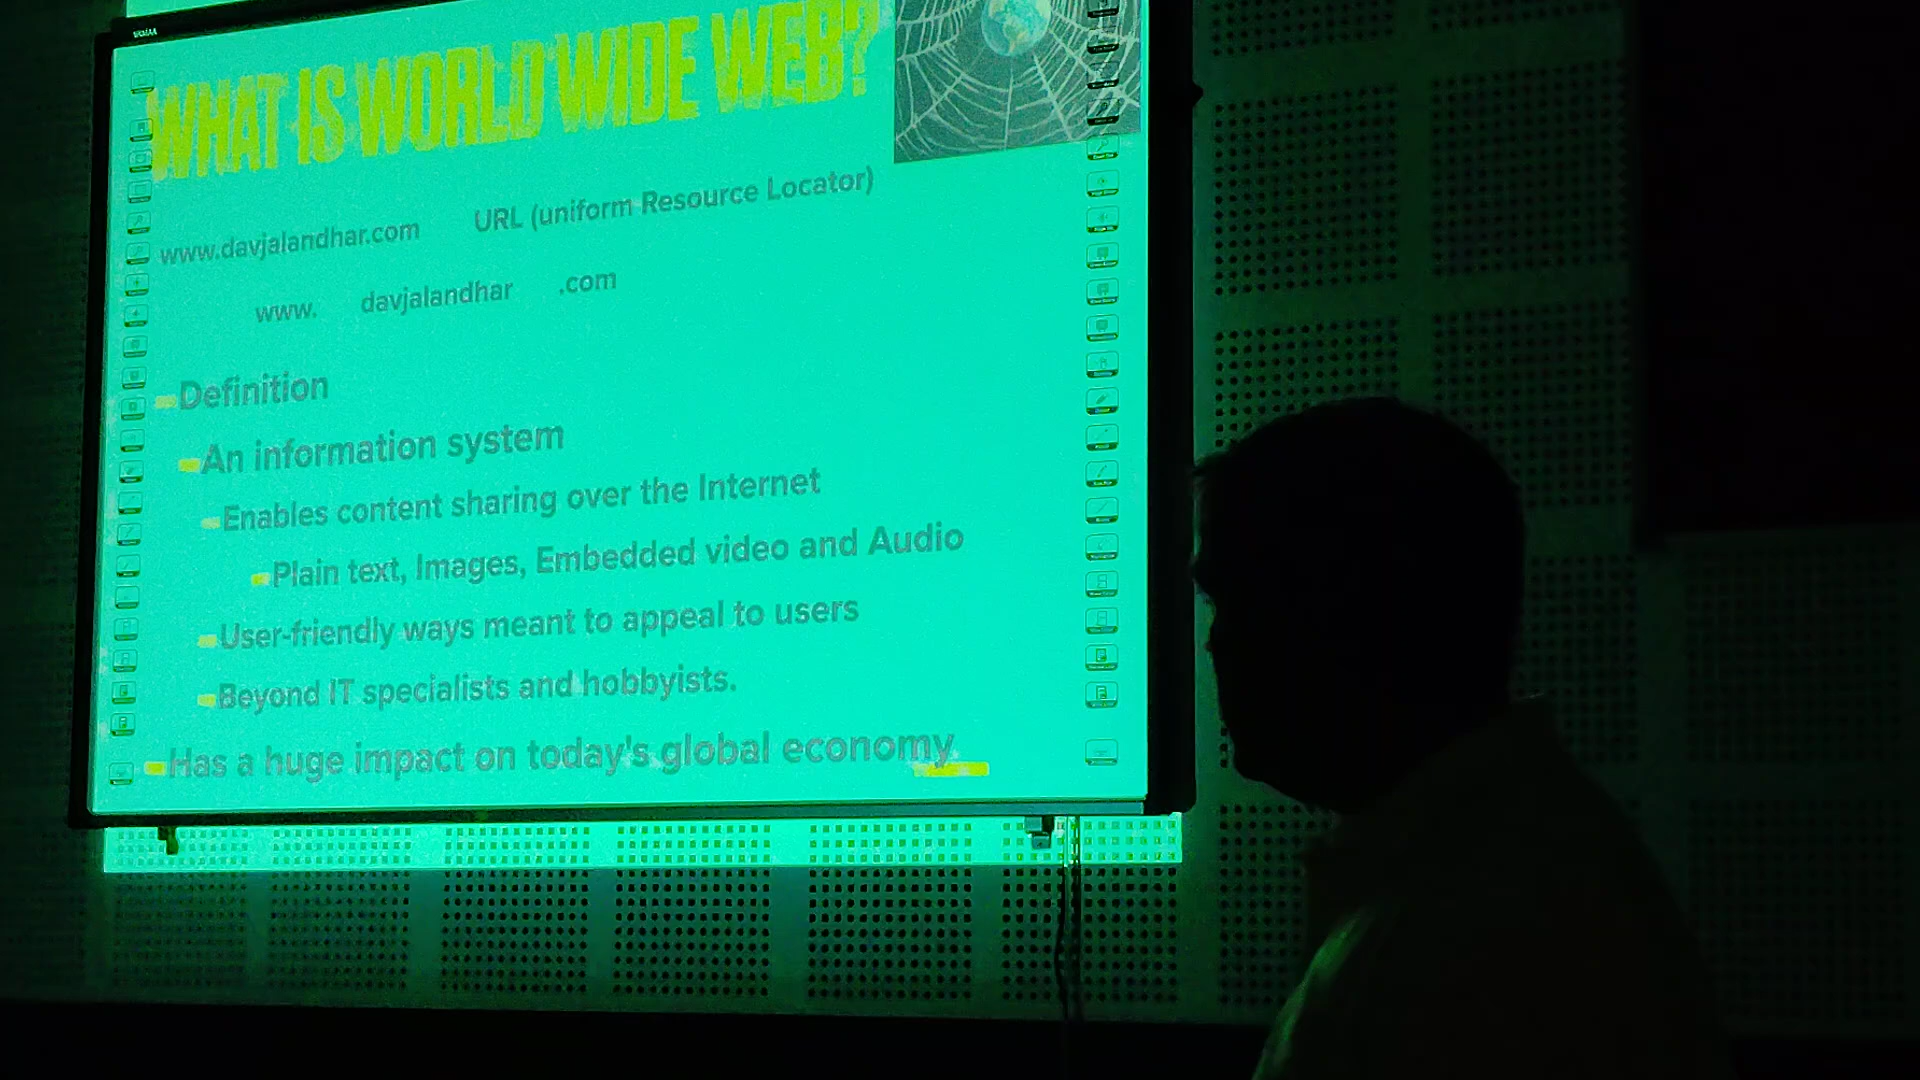 WHAT IS WORLD WIDE WEB?
www.davjalandhar.com URL (uniform Resource Locator)
www. davjalandhar .com
Definition
An information system
Enables content sharing over the Internet
Plain text, Images, Embedded video and Audio
User-friendly ways meant to appeal to users
Beyond IT specialists and hobbyists.
Has a huge impact on today's global economy.